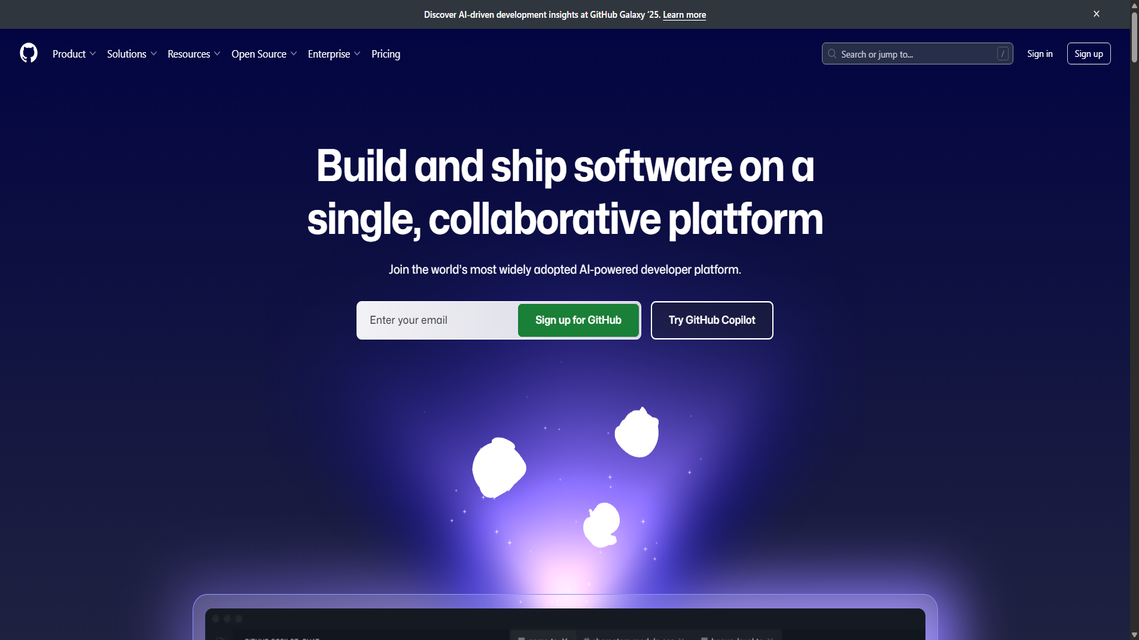 Discover AI-driven development insights at GitHub Galaxy '25. Learn more
Product
Solutions
Resources
Open Source
Enterprise
Pricing
Search or jump to...
/
Sign in
Sign up
Build and ship software on a
single, collaborative platform
Join the world's most widely adopted AI-powered developer platform.
Enter your email
Sign up for GitHub
Try GitHub Copilot